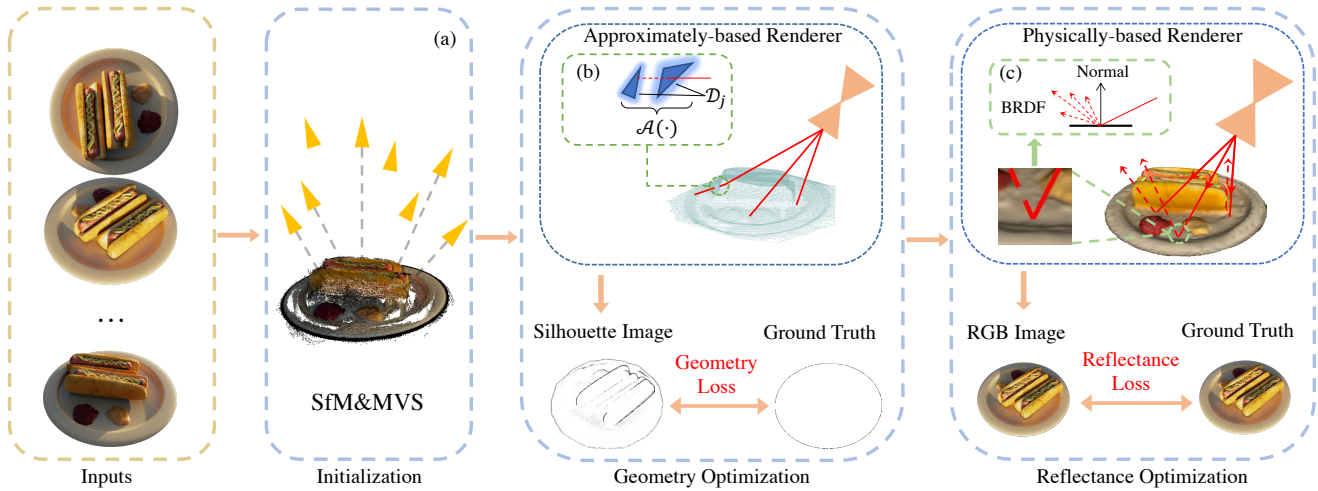 (a)
Approximately-based Renderer
(b)
𝒟j
𝒜(·)
Physically-based Renderer
(c)
Normal
BRDF
...
SfM&MVS
Silhouette Image
Ground Truth
Geometry
Loss
RGB Image
Ground Truth
Reflectance
Loss
Inputs
Initialization
Geometry Optimization
Reflectance Optimization